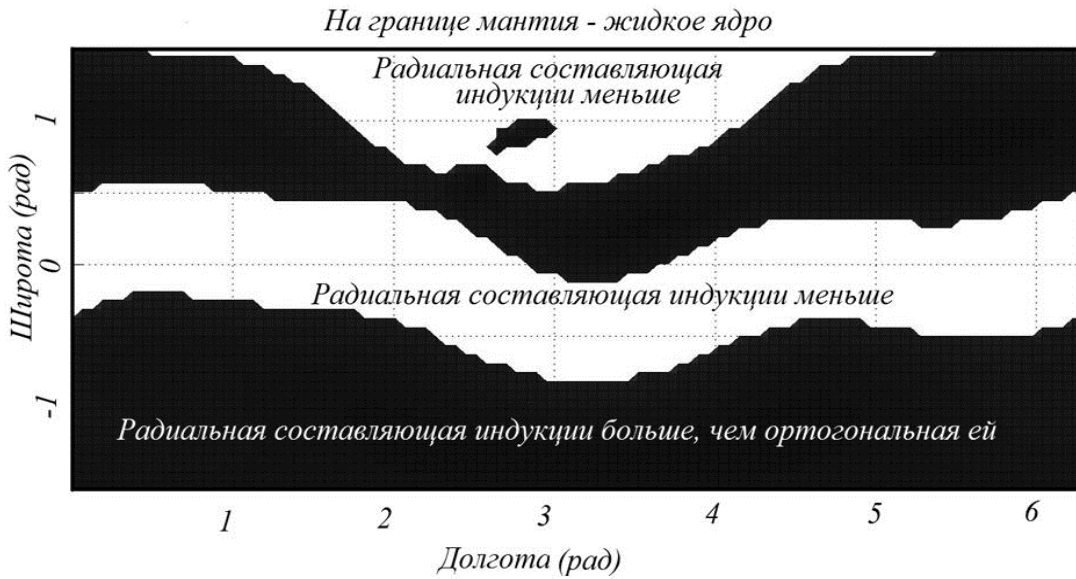 На границе мантия - жидкое ядро
Радиальная составляющая
индукции меньше
1
0
-1
Широта (рад)
Радиальная составляющая индукции меньше
Радиальная составляющая индукции больше, чем ортогональная ей
1 2 3 4 5 6
Долгота (рад)